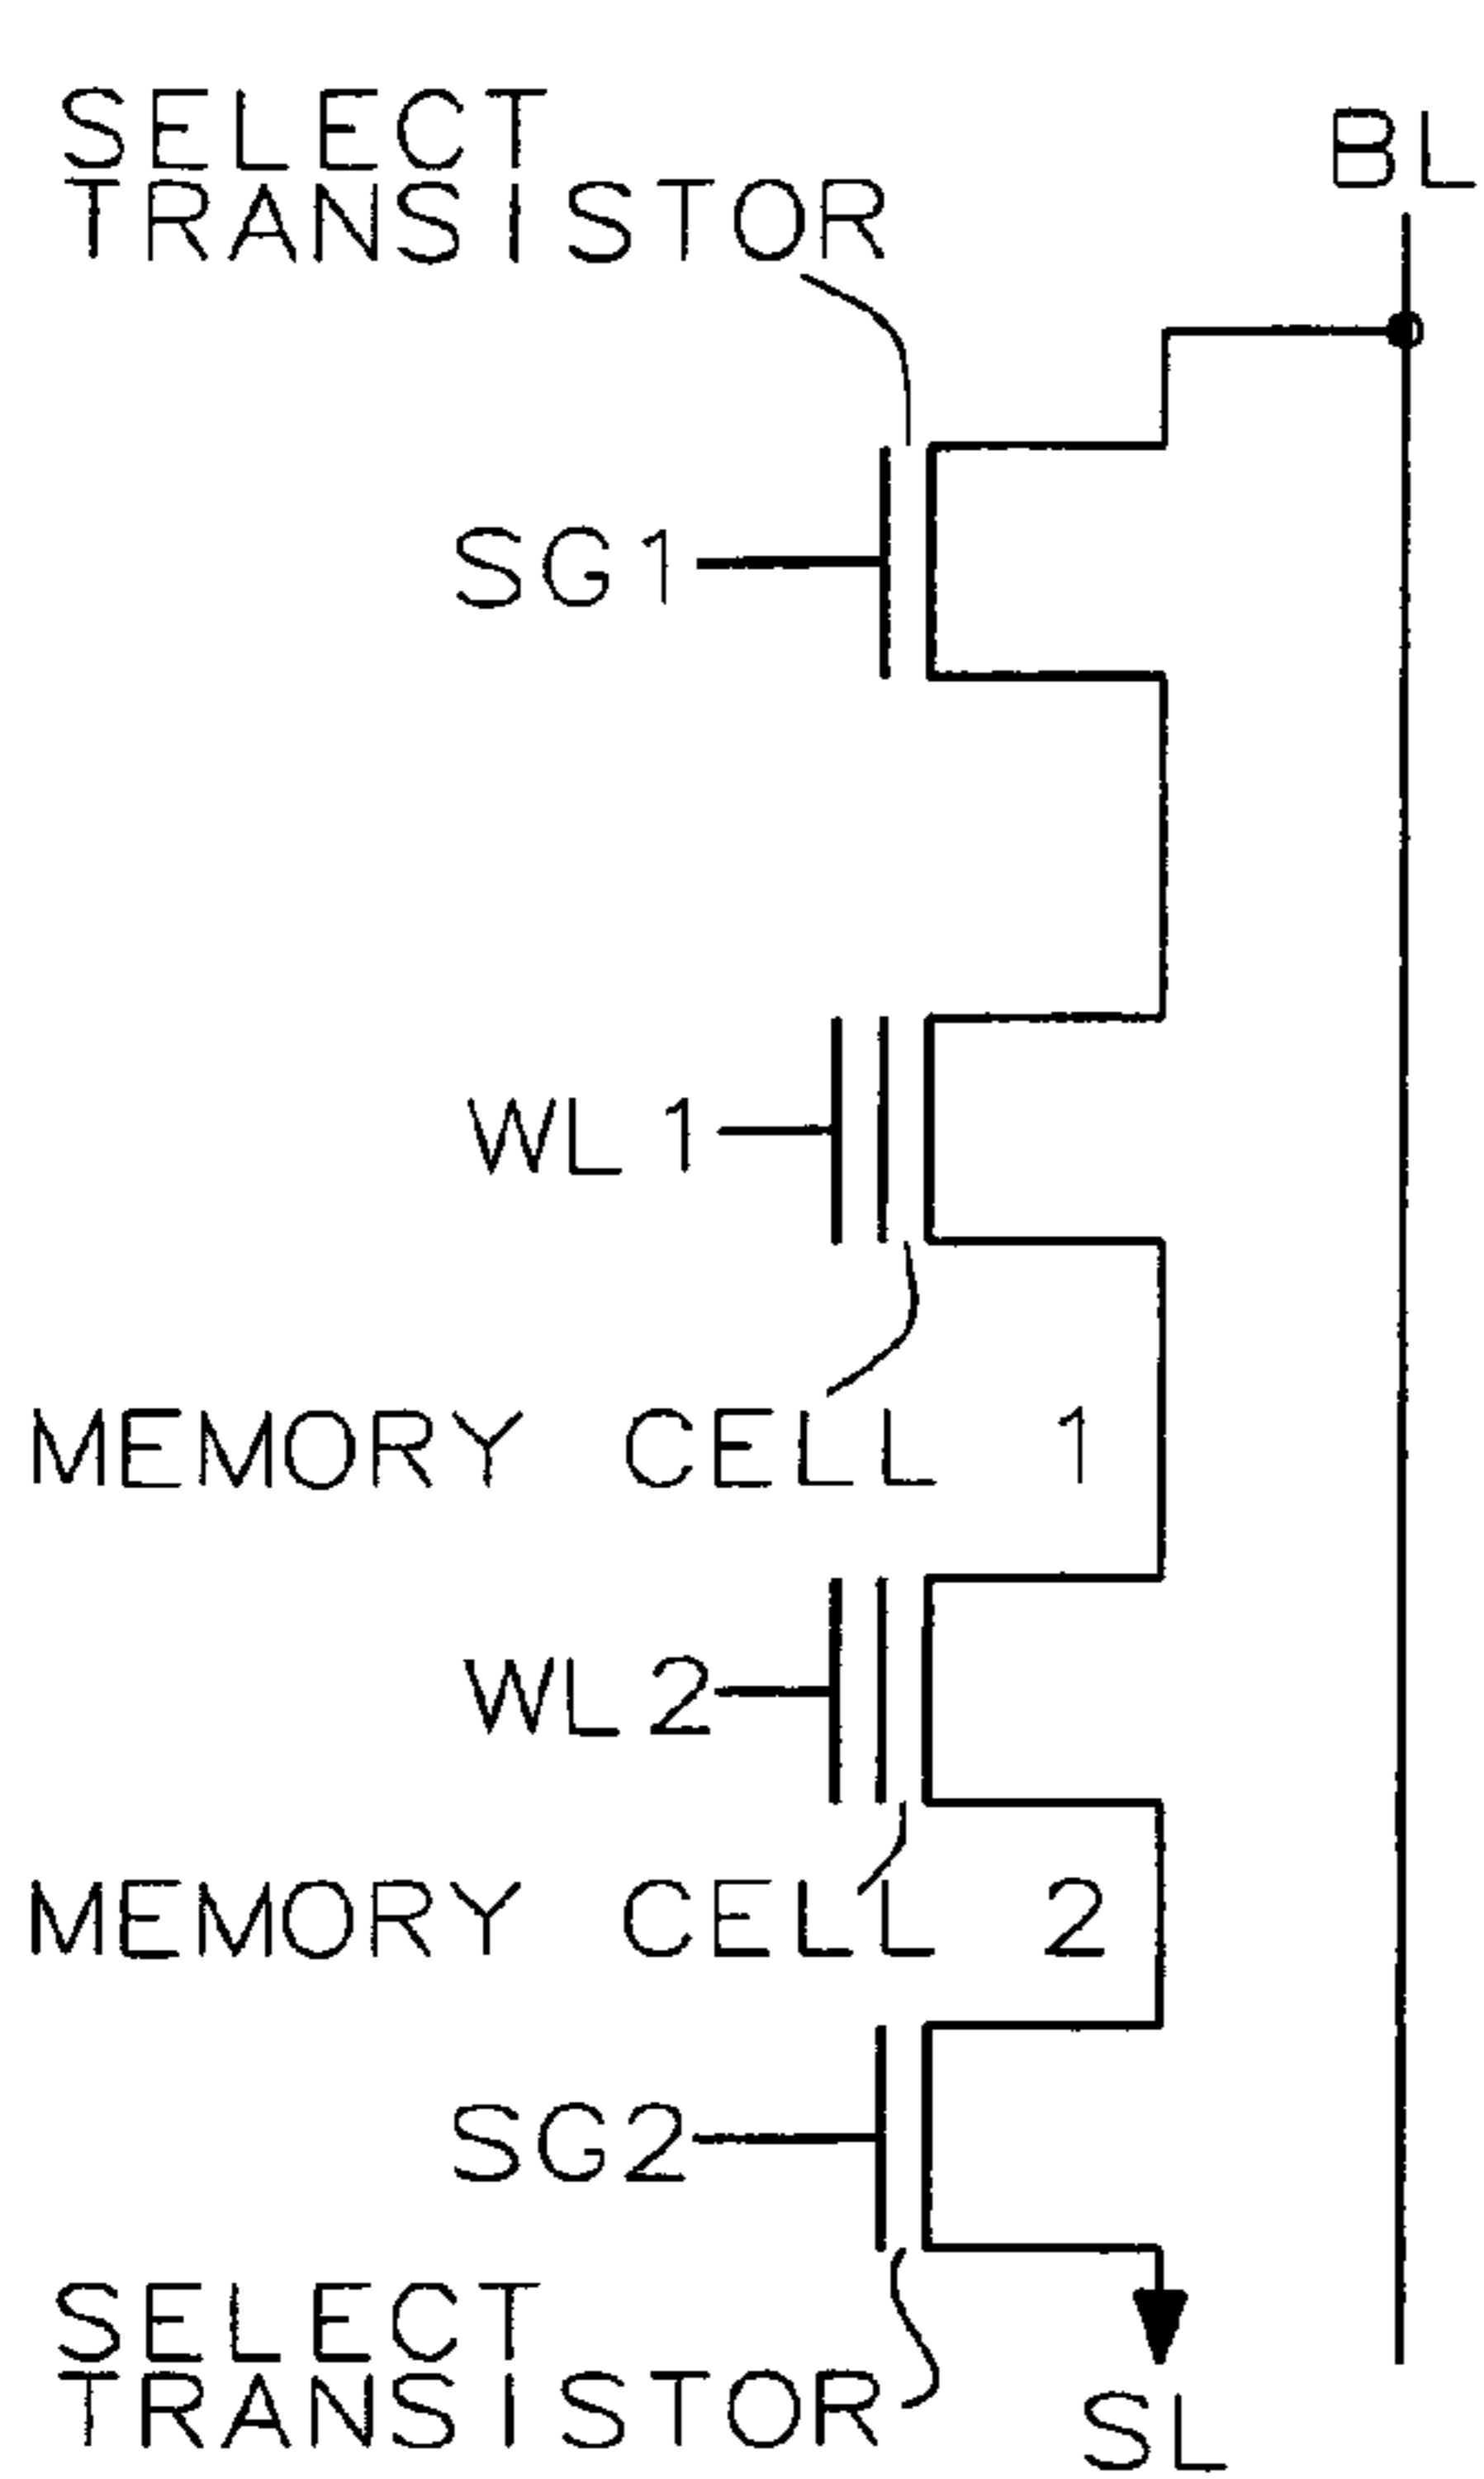 SELECT
TRANSISTOR
BL
SG1
WL1
MEMORY CELL 1
WL2
MEMORY CELL 2
SG2
SELECT
TRANSISTOR
SL